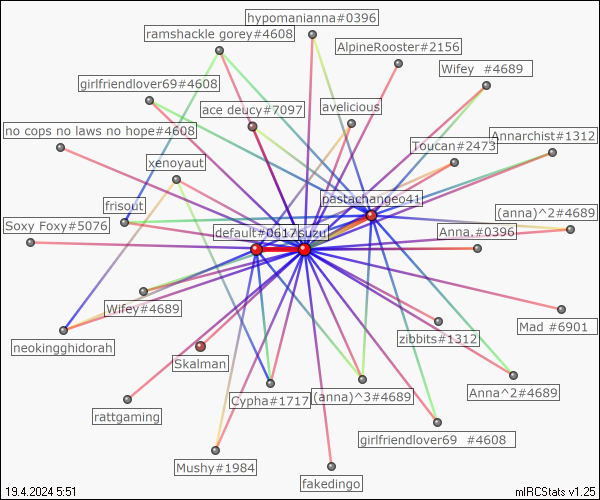 hypomanianna#0396
ramshackle gorey#4608
AlpineRooster#2156
Wifey  #4689
girlfriendlover69#4608
ace deucy#7097
avelicious
no cops no laws no hope#4608
Toucan#2473
Annarchist#1312
xenoyaut
pastachangeo41
frisout
(anna)^2#4689
Soxy Foxy#5076
default#0617
suzu
Anna.#0396
Wifey#4689
Mad #6901
zibbits#1312
neokingghidorah
Skalman
Anna^2#4689
Cypha#1717
(anna)^3#4689
rattgaming
girlfriendlover69  #4608
Mushy#1984
fakedingo
19.4.2024 5:51
mIRCStats v1.25